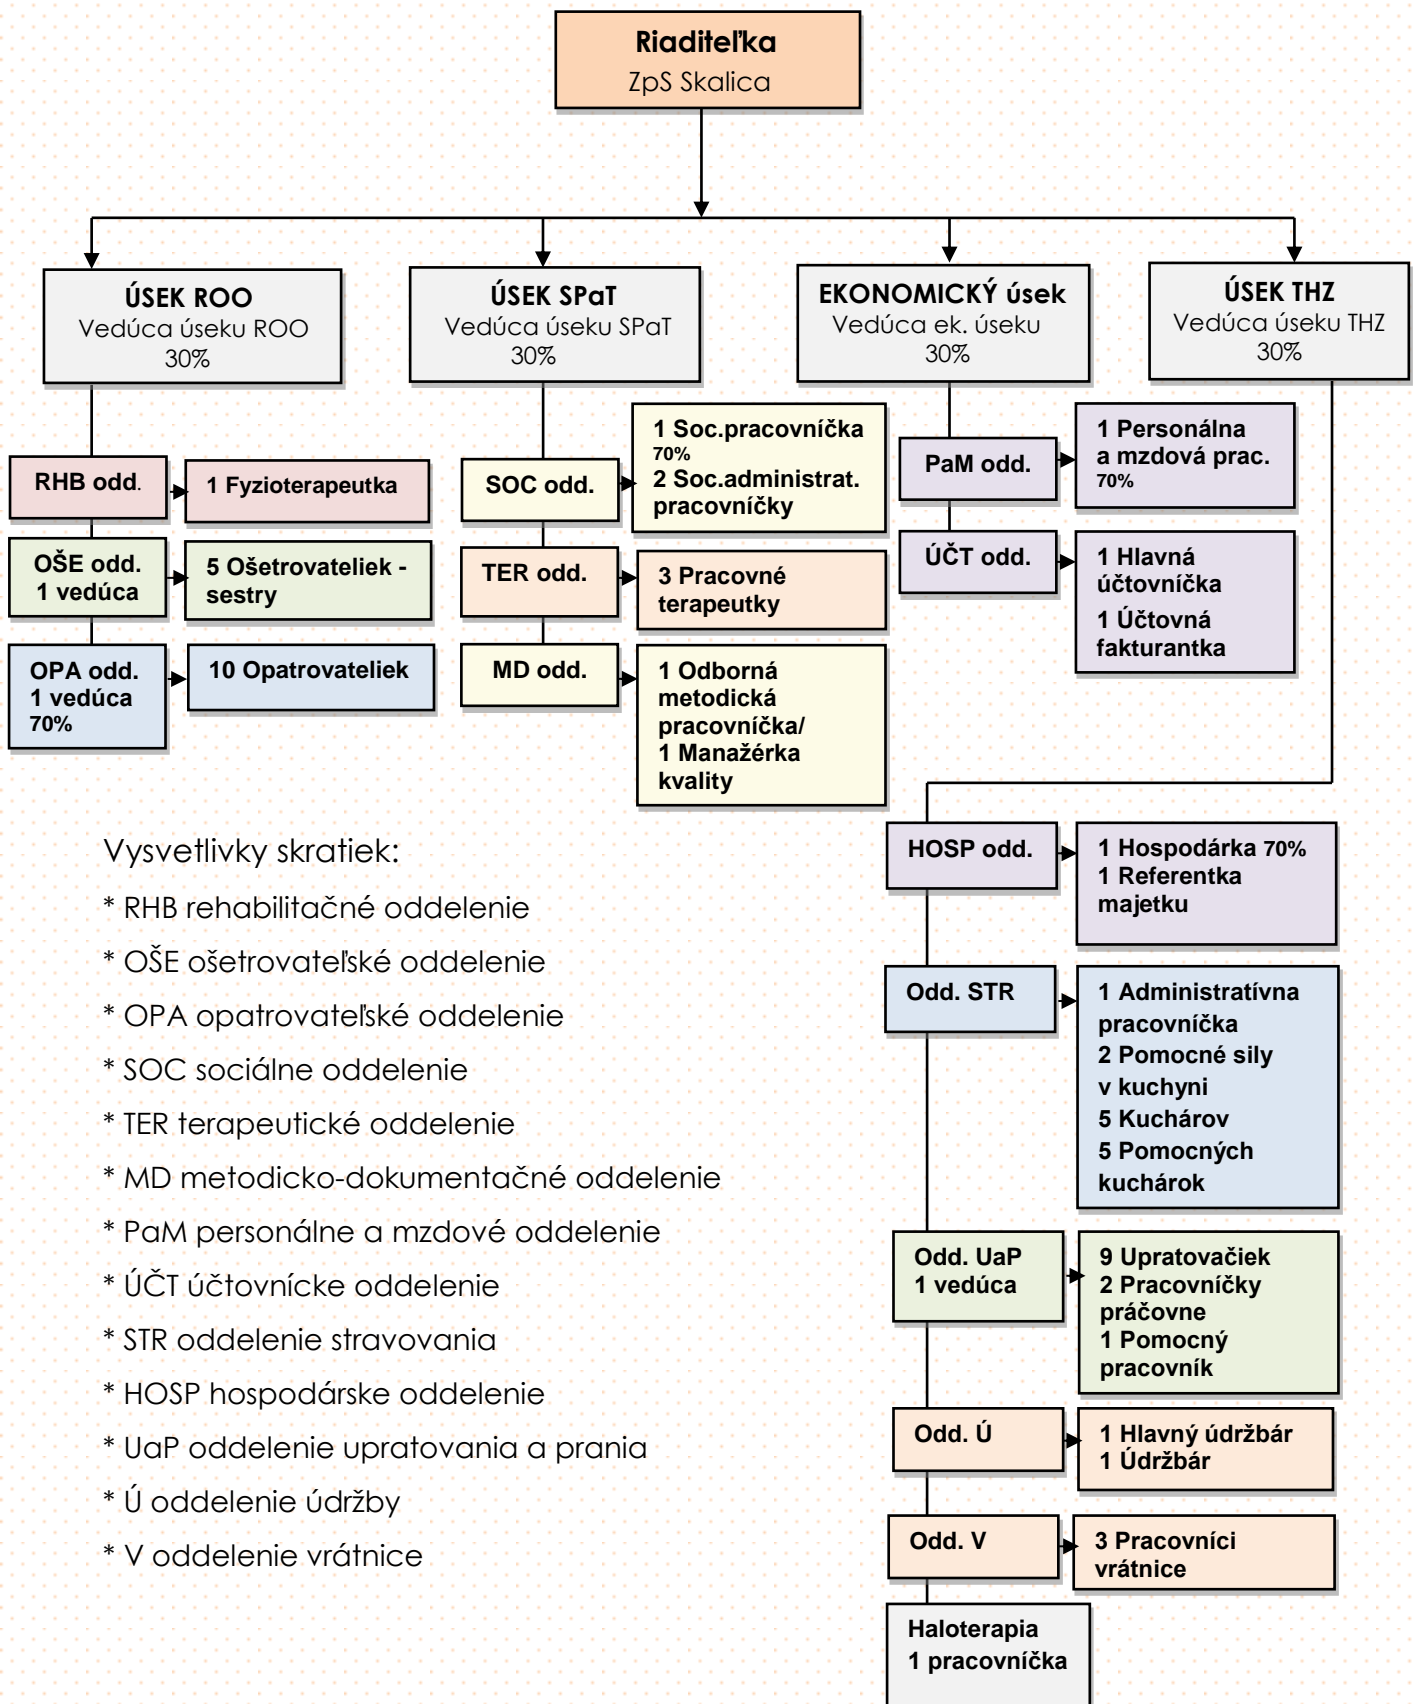 Riaditeľka
ZpS Skalica
ÚSEK ROO
Vedúca úseku ROO
30%
ÚSEK SPaT
Vedúca úseku SPaT
30%
EKONOMICKÝ úsek
Vedúca ek. úseku
30%
ÚSEK THZ
Vedúca úseku THZ
30%
RHB odd.
1 Fyzioterapeutka
OŠE odd.
1 vedúca
5 Ošetrovateliek -
sestry
OPA odd.
1 vedúca
70%
10 Opatrovateliek
SOC odd.
1 Soc.pracovníčka
70%
2 Soc.administrat.
pracovníčky
TER odd.
3 Pracovné
terapeutky
MD odd.
1 Odborná
metodická
pracovníčka/
1 Manažérka
kvality
PaM odd.
1 Personálna
a mzdová prac.
70%
ÚČT odd.
1 Hlavná
účtovníčka
1 Účtovná
fakturantka
HOSP odd.
1 Hospodárka 70%
1 Referentka
majetku
Odd. STR
1 Administratívna
pracovníčka
2 Pomocné sily
v kuchyni
5 Kuchárov
5 Pomocných
kuchárok
Odd. UaP
1 vedúca
9 Upratovačiek
2 Pracovníčky
práčovne
1 Pomocný
pracovník
Odd. Ú
1 Hlavný údržbár
1 Údržbár
Odd. V
3 Pracovníci
vrátnice
Haloterapia
1 pracovníčka
Vysvetlivky skratiek:
* RHB rehabilitačné oddelenie
* OŠE ošetrovateľské oddelenie
* OPA opatrovateľské oddelenie
* SOC sociálne oddelenie
* TER terapeutické oddelenie
* MD metodicko-dokumentačné oddelenie
* PaM personálne a mzdové oddelenie
* ÚČT účtovnícke oddelenie
* STR oddelenie stravovania
* HOSP hospodárske oddelenie
* UaP oddelenie upratovania a prania
* Ú oddelenie údržby
* V oddelenie vrátnice